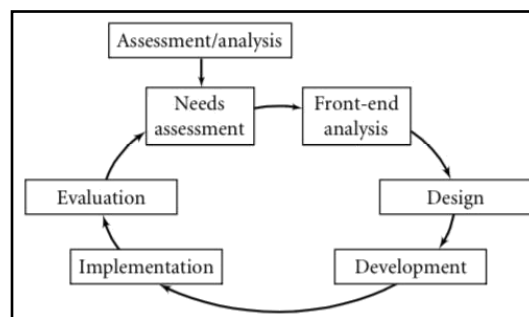 Assessment/analysis
Needs
assessment
Front-end
analysis
Evaluation
Design
Implementation
Development